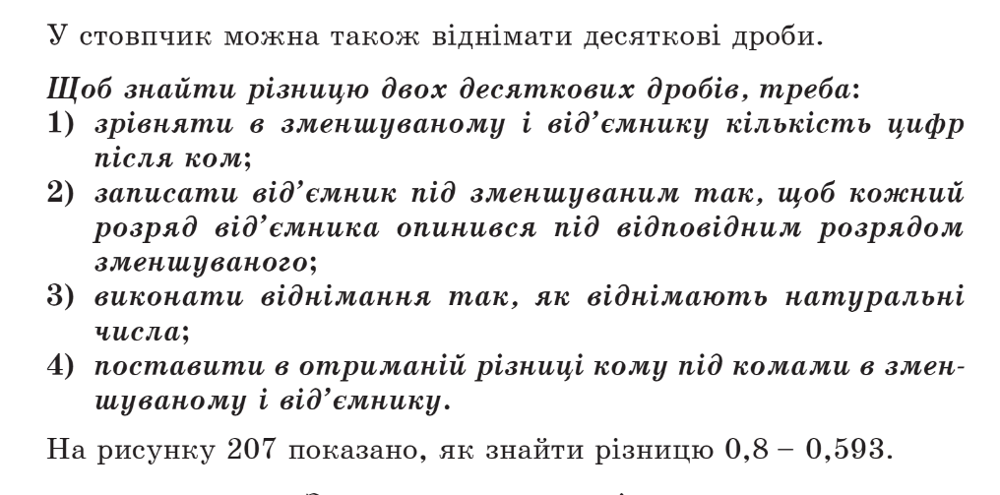 У стовпчик можна також віднімати десяткові дроби.
Щоб знайти різницю двох десяткових дробів, треба:
1) зрівняти в зменшуваному і від’ємнику кількість цифр
після ком;
2) записати від’ємник під зменшуваним так, щоб кожний
розряд від’ємника опинився під відповідним розрядом
зменшуваного;
3) виконати віднімання так, як віднімають натуральні
числа;
4) поставити в отриманій різниці кому під комами в змен-
шуваному і від’ємнику.
На рисунку 207 показано, як знайти різницю 0,8 – 0,593.